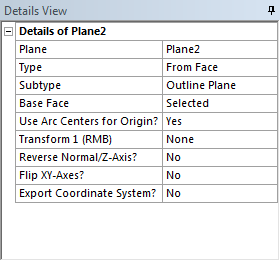 Details View
Details of Plane2
Plane Plane2
Type From Face
Subtype Outline Plane
Base Face Selected
Use Arc Centers for Origin? Yes
Transform 1 (RMB) None
Reverse Normal/Z-Axis? No
Flip XY-Axes? No
Export Coordinate System? No